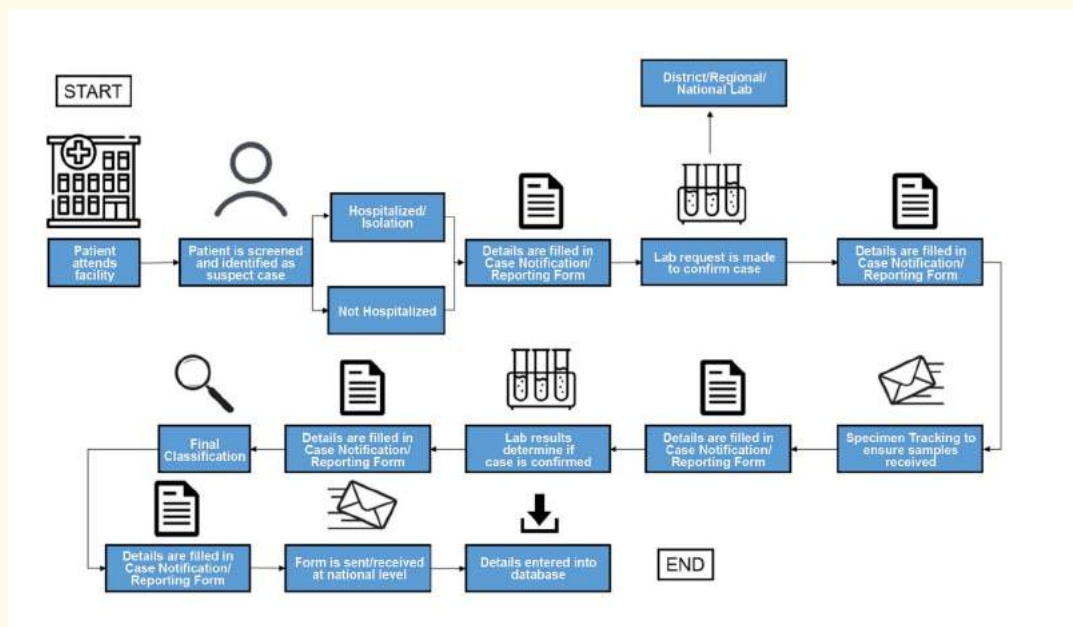 START
District/Regional/
National Lab
Patient
attends
facility
Patient is screened
and identified as
suspect case
Hospitalized/
Isolation
Not Hospitalized
Details are filled in
Case Notification/
Reporting Form
Lab request is made
to confirm case
Details are filled in
Case Notification/
Reporting Form
Specimen Tracking to
ensure samples
received
Details are filled in
Case Notification/
Reporting Form
Lab results
determine if
case is confirmed
Details are filled in
Case Notification/
Reporting Form
Final
Classification
Details are filled in
Case Notification/
Reporting Form
Form is sent/received
at national level
Details entered into
database
END